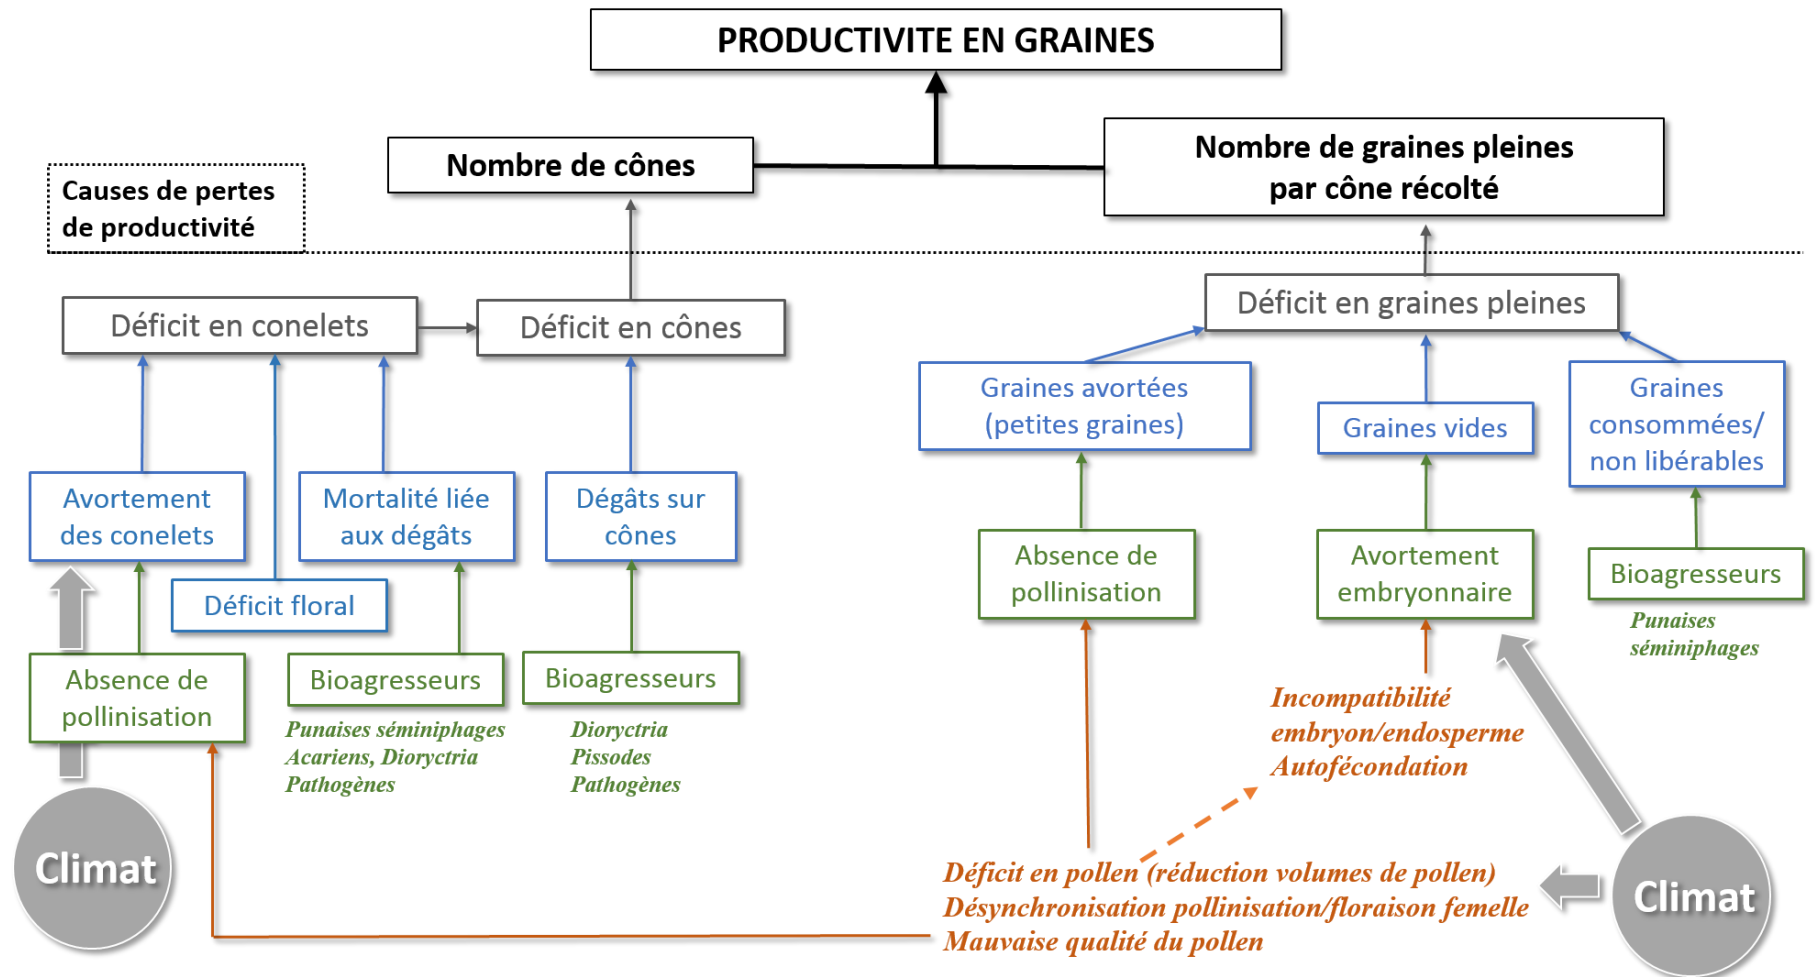 PRODUCTIVITE EN GRAINES
Nombre de cônes
Nombre de graines pleines
par cône récolté
Causes de pertes
de productivité
Déficit en conelets
Déficit en cônes
Déficit en graines pleines
Graines avortées
(petites graines)
Graines vides
Graines
consommées/
non libérables
Avortement
des conelets
Mortalité liée
aux dégâts
Dégâts sur
cônes
Déficit floral
Absence de
pollinisation
Avortement
embryonnaire
Bioagresseurs
Punaises
séminiphages
Absence de
pollinisation
Bioagresseurs
Punaises séminiphages
Acariens, Dioryctria
Pathogènes
Bioagresseurs
Dioryctria
Pissodes
Pathogènes
Incompatibilité
embryon/endosperme
Autofécondation
Climat
Déficit en pollen (réduction volumes de pollen)
Désynchronisation pollinisation/floraison femelle
Mauvaise qualité du pollen
Climat